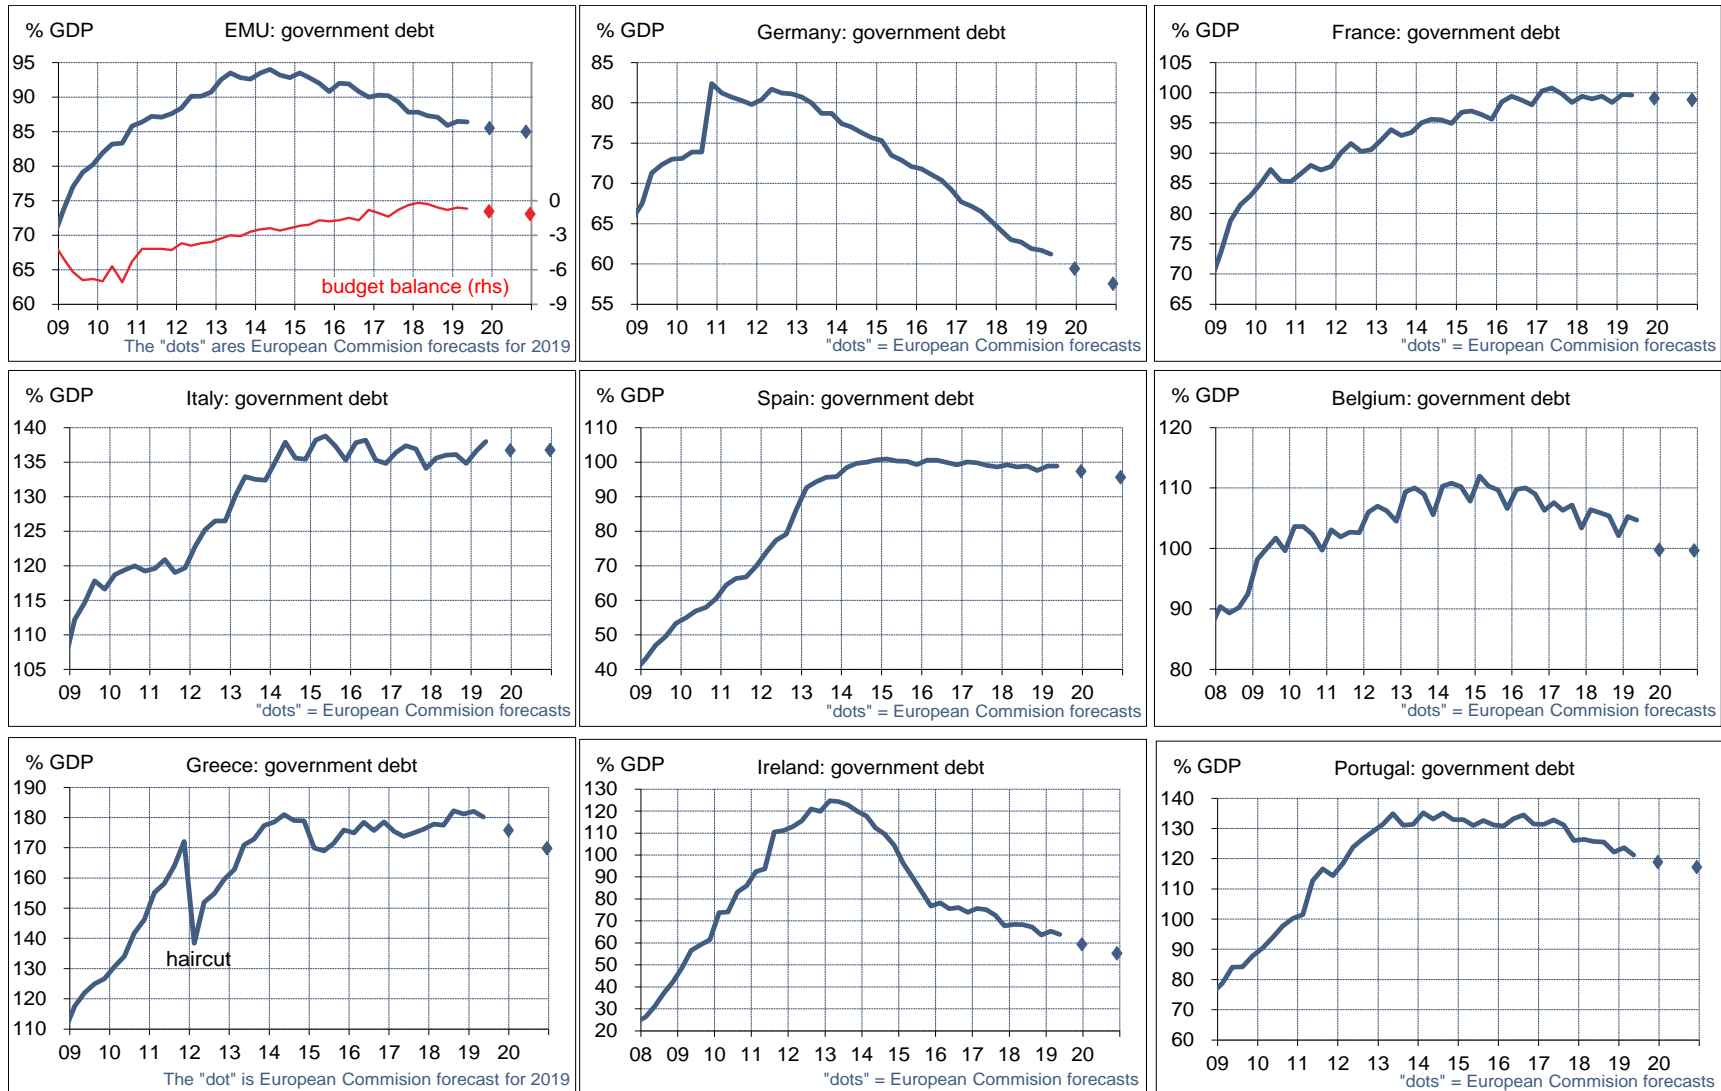 % GDP
EMU: government debt
95
90
85
80
75
70
65
60
0
-3
-6
-9
budget balance (rhs)
09 10 11 12 13 14 15 16 17 18 19 20
The "dots" ares European Commision forecasts for 2019
% GDP
Germany: government debt
85
80
75
70
65
60
55
09 10 11 12 13 14 15 16 17 18 19 20
"dots" = European Commision forecasts
% GDP
France: government debt
105
100
95
90
85
80
75
70
65
09 10 11 12 13 14 15 16 17 18 19 20
"dots" = European Commision forecasts
% GDP
Italy: government debt
140
135
130
125
120
115
110
105
09 10 11 12 13 14 15 16 17 18 19 20
"dots" = European Commision forecasts
% GDP
Spain: government debt
110
100
90
80
70
60
50
40
09 10 11 12 13 14 15 16 17 18 19 20
"dots" = European Commision forecasts
% GDP
Belgium: government debt
120
110
100
90
80
08 09 10 11 12 13 14 15 16 17 18 19 20
"dots" = European Commision forecasts
% GDP
Greece: government debt
190
180
170
160
150
140
130
120
110
haircut
09 10 11 12 13 14 15 16 17 18 19 20
The "dot" is European Commision forecast for 2019
% GDP
Ireland: government debt
130
120
110
100
90
80
70
60
50
40
30
20
08 09 10 11 12 13 14 15 16 17 18 19 20
"dots" = European Commision forecasts
% GDP
Portugal: government debt
140
130
120
110
100
90
80
70
60
09 10 11 12 13 14 15 16 17 18 19 20
"dots" = European Commision forecasts